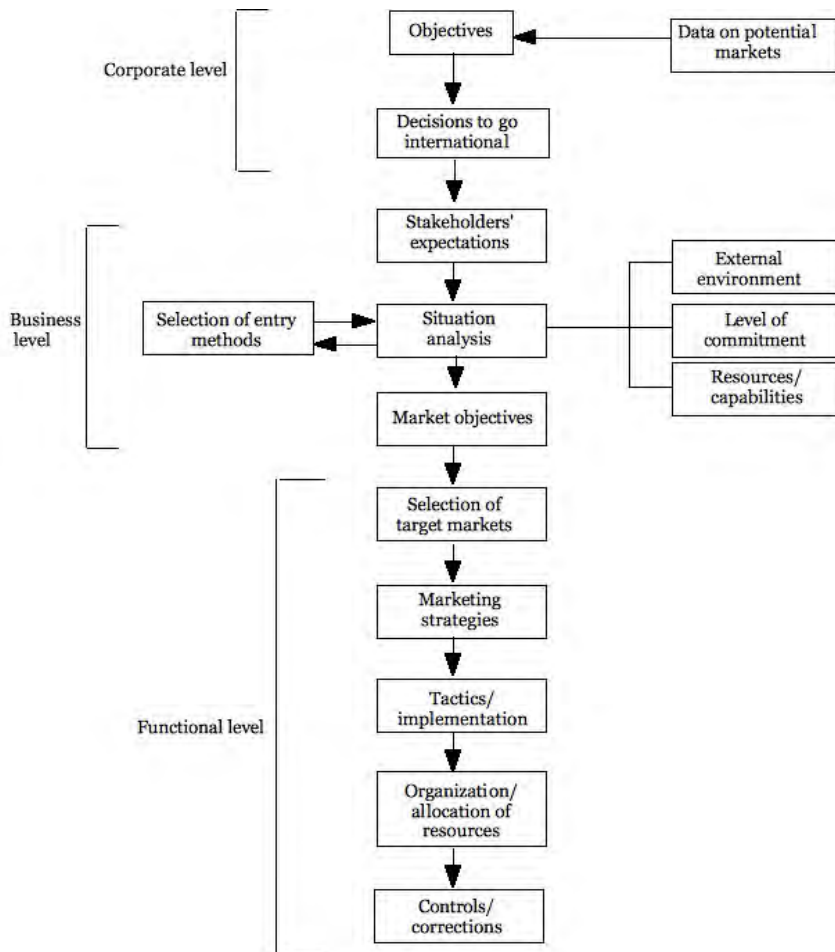 Objectives
Data on potential
markets
Corporate level
Decisions to go
international
Stakeholders'
expectations
External
environment
Business
level
Selection of entry
methods
Situation
analysis
Level of
commitment
Resources/
capabilities
Market objectives
Selection of
target markets
Marketing
strategies
Functional level
Tactics/
implementation
Organization/
allocation of
resources
Controls/
corrections